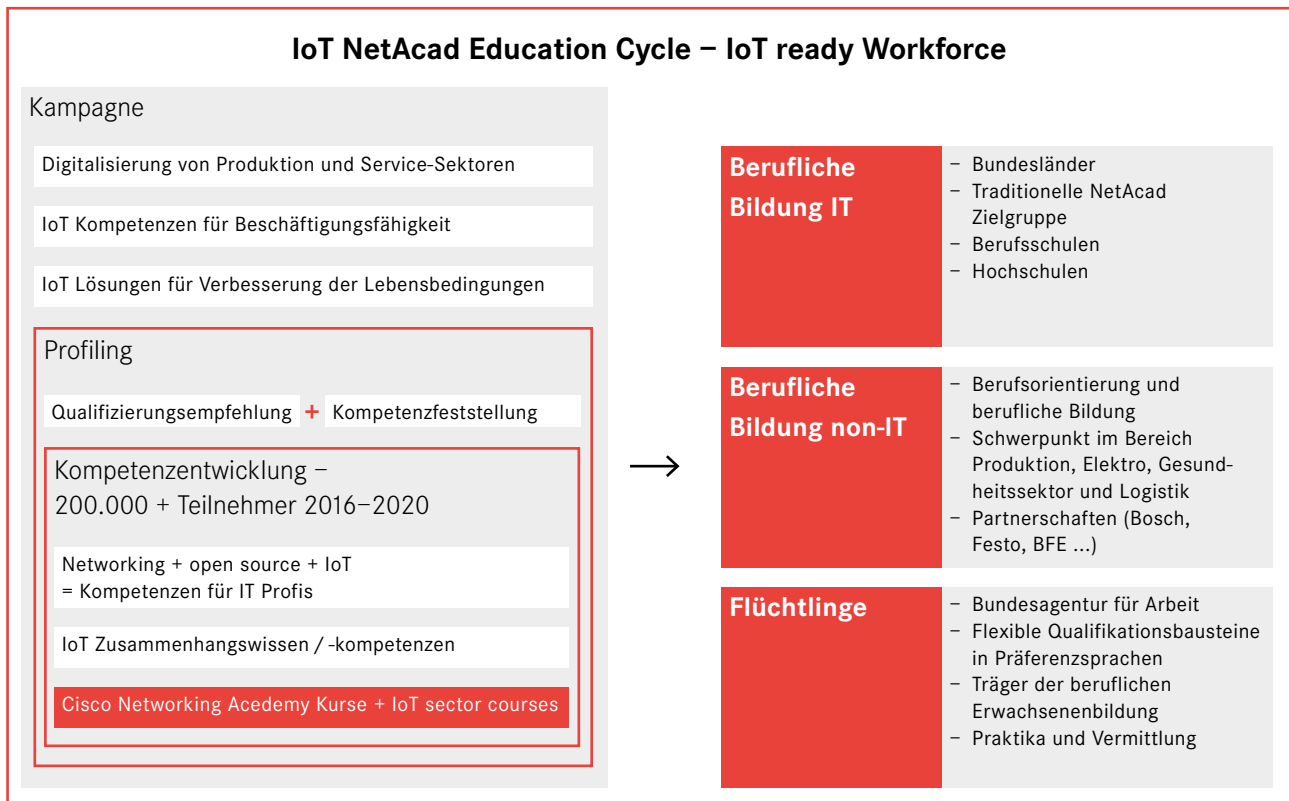 IoT NetAcad Education Cycle – IoT ready Workforce
Kampagne
Digitalisierung von Produktion und Service-Sektoren
IoT Kompetenzen für Beschäftigungsfähigkeit
IoT Lösungen für Verbesserung der Lebensbedingungen
Profiling
Qualifizierungsempfehlung + Kompetenzfeststellung
Kompetenzentwicklung –
200.000 + Teilnehmer 2016–2020
Networking + open source + IoT
= Kompetenzen für IT Profis
IoT Zusammenhangswissen / -kompetenzen
Cisco Networking Acedemy Kurse + IoT sector courses
Berufliche
Bildung IT
– Bundesländer
– Traditionelle NetAcad
Zielgruppe
– Berufsschulen
– Hochschulen
Berufliche
Bildung non-IT
– Berufsorientierung und
berufliche Bildung
– Schwerpunkt im Bereich
Produktion, Elektro, Gesund-
heitssektor und Logistik
– Partnerschaften (Bosch,
Festo, BFE ...)
Flüchtlinge
– Bundesagentur für Arbeit
– Flexible Qualifikationsbausteine
in Präferenzsprachen
– Träger der beruflichen
Erwachsenenbildung
– Praktika und Vermittlung